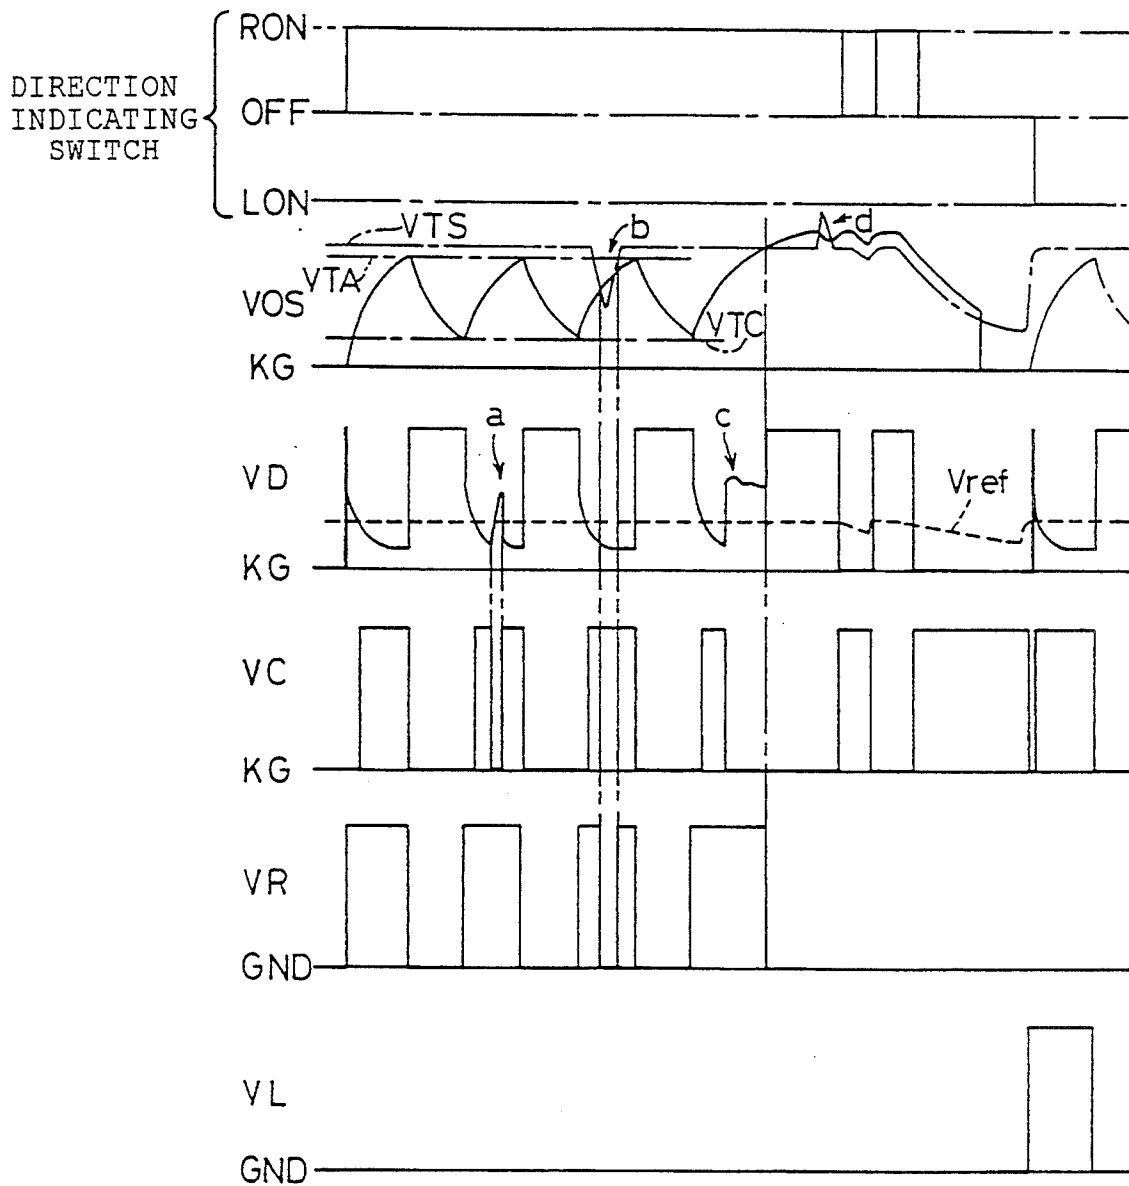 RON
DIRECTION
INDICATING
SWITCH
OFF
LON
VTS
b
d
VTA
VOS
VTC
KG
a
c
VD
Vref
KG
VC
KG
VR
GND
VL
GND